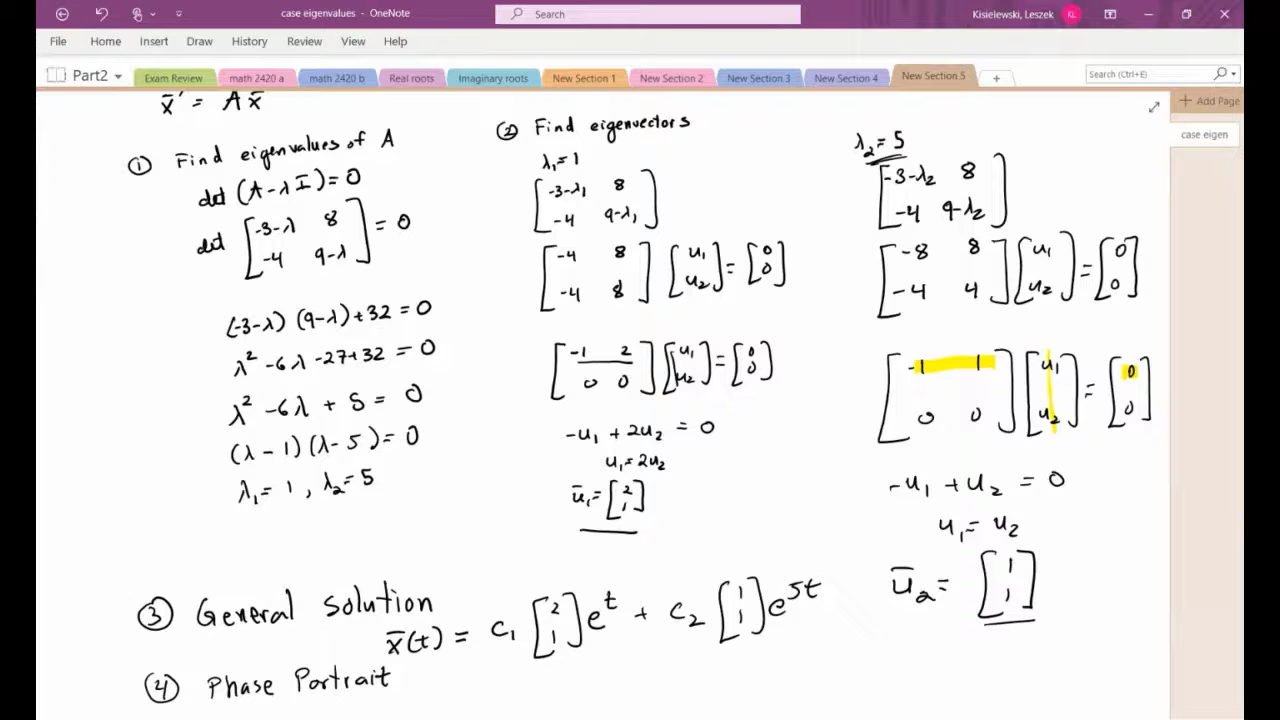 case eigenvalues - OneNote
Search
Kisielewski, Leszek
KL
File Home Insert Draw History Review View Help
Part2
Exam Review
math 2420 a
math 2420 b
Real roots
Imaginary roots
New Section 1
New Section 2
New Section 3
New Section 4
New Section 5
+
Search (Ctrl+E)
+ Add Page
case eigen
x̄' = A x̄
① Find eigenvalues of A
det (A-λI)=0
det [-3-λ 8
-4 9-λ] = 0
(-3-λ) (9-λ)+32=0
λ² -6λ -27+32 = 0
λ² -6λ + 5 = 0
(λ-1)(λ-5)=0
λ₁= 1 , λ₂= 5
② Find eigenvectors
λ₁=1
[-3-λ₁ 8
-4 9-λ₁]
[-4 8
-4 8] [u₁
u₂] = [0
0]
[-1 2
0 0] [u₁
u₂] = [0
0]
-u₁ + 2u₂ = 0
u₁=2u₂
ū₁= [2
1]
λ₂=5
[-3-λ₂ 8
-4 9-λ₂]
[-8 8
-4 4] [u₁
u₂] = [0
0]
[-1 1
0 0] [u₁
u₂] = [0
0]
-u₁ + u₂ = 0
u₁= u₂
ū₂= [1
1]
③ General solution
x̄(t) = c₁ [2
1] eᵗ + c₂ [1
1] e⁵ᵗ
④ Phase Portrait